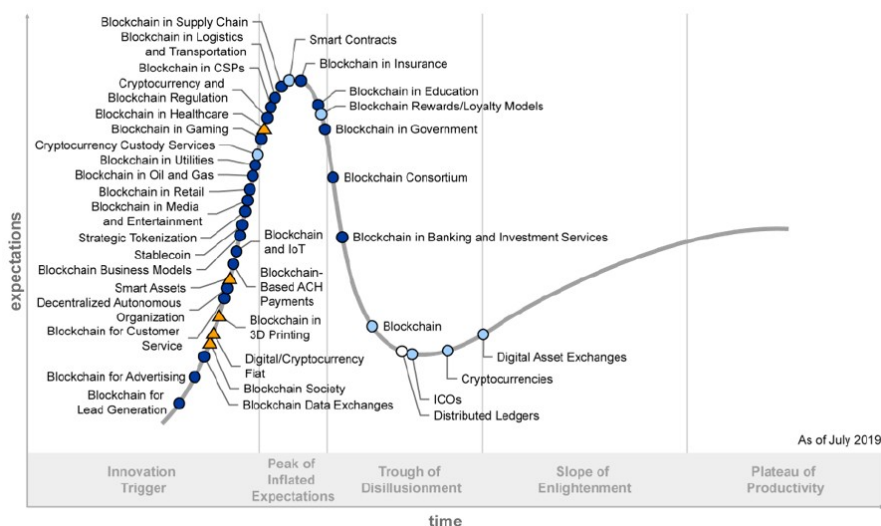 Blockchain in Supply Chain
Blockchain in Logistics
and Transportation
Blockchain in CSPs
Cryptocurrency and
Blockchain Regulation
Blockchain in Healthcare
Blockchain in Gaming
Cryptocurrency Custody Services
Blockchain in Utilities
Blockchain in Oil and Gas
Blockchain in Retail
Blockchain in Media
and Entertainment
Strategic Tokenization
Stablecoin
Blockchain Business Models
Smart Assets
Decentralized Autonomous
Organization
Blockchain for Customer
Service
Blockchain for Advertising
Blockchain for
Lead Generation
Smart Contracts
Blockchain in Insurance
Blockchain in Education
Blockchain Rewards/Loyalty Models
Blockchain in Government
Blockchain Consortium
Blockchain in Banking and Investment Services
Blockchain
and IoT
Blockchain-
Based ACH
Payments
Blockchain in
3D Printing
Digital/Cryptocurrency
Fiat
Blockchain Society
Blockchain Data Exchanges
Blockchain
Digital Asset Exchanges
Cryptocurrencies
ICOs
Distributed Ledgers
As of July 2019
expectations
Innovation
Trigger
Peak of
Inflated
Expectations
Trough of
Disillusionment
Slope of
Enlightenment
Plateau of
Productivity
time